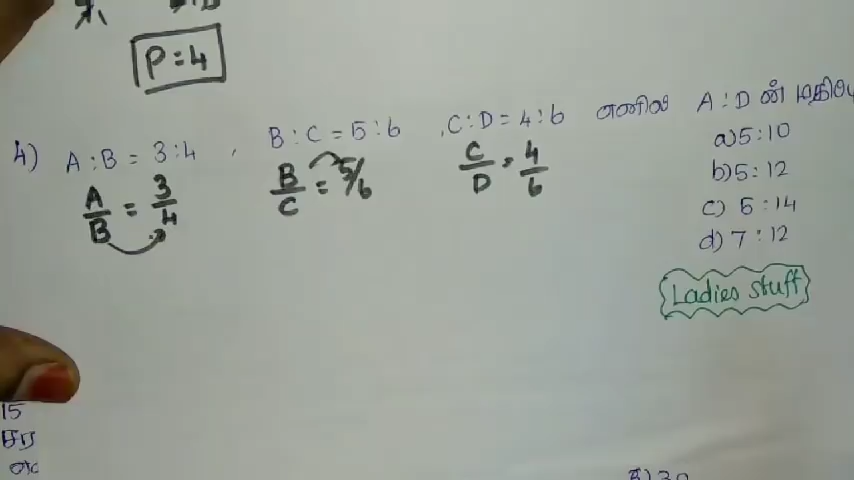 P = 4
4) A : B = 3 : 4 , B : C = 5 : 6 , C : D = 4 : 6 எனில் A : D ன்
A/B = 3/4 B/C = 5/6 C/D = 4/6
a) 5 : 10
b) 5 : 12
c) 5 : 14
d) 7 : 12
Ladies stuff
15